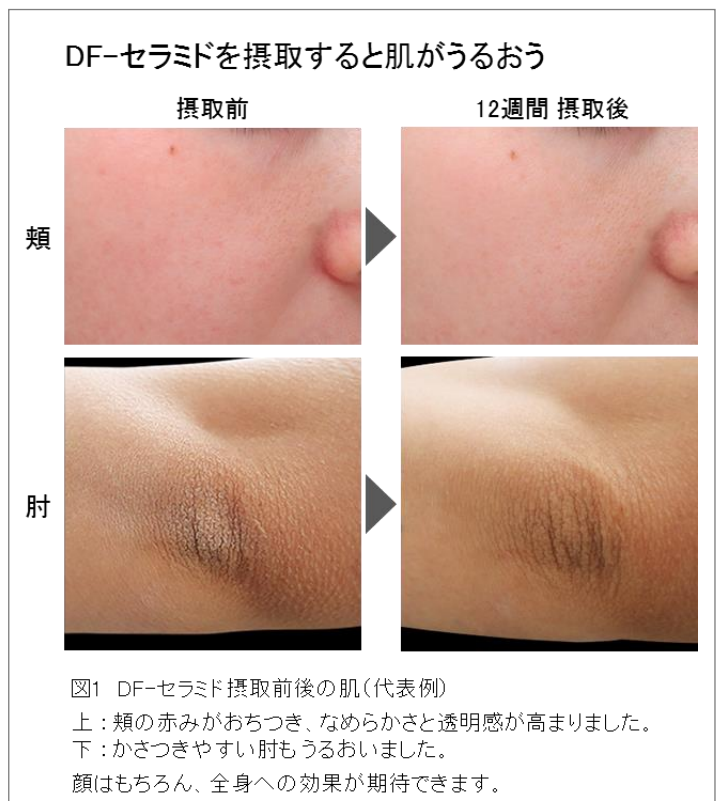 DF-セラミドを摂取すると肌がうるおう
摂取前
12週間 摂取後
頬
肘
図1 DF-セラミド摂取前後の肌(代表例)
上：頬の赤みがおちつき、なめらかさと透明感が高まりました。
下：かさつきやすい肘もうるおいました。
顔はもちろん、全身への効果が期待できます。